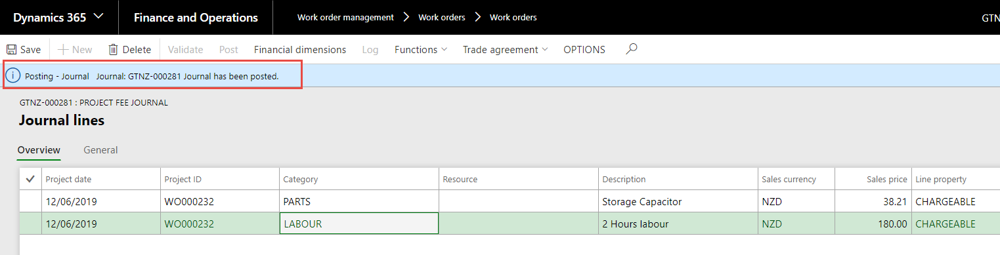 Dynamics 365 Finance and Operations Work order management Work orders Work orders GTN
Save New Delete Validate Post Financial dimensions Log Functions Trade agreement OPTIONS
Posting - Journal Journal: GTNZ-000281 Journal has been posted.
GTNZ-000281 : PROJECT FEE JOURNAL
Journal lines
Overview General
Project date Project ID Category Resource Description Sales currency Sales price Line property
12/06/2019 WO000232 PARTS Storage Capacitor NZD 38.21 CHARGEABLE
12/06/2019 WO000232 LABOUR 2 Hours labour NZD 180.00 CHARGEABLE